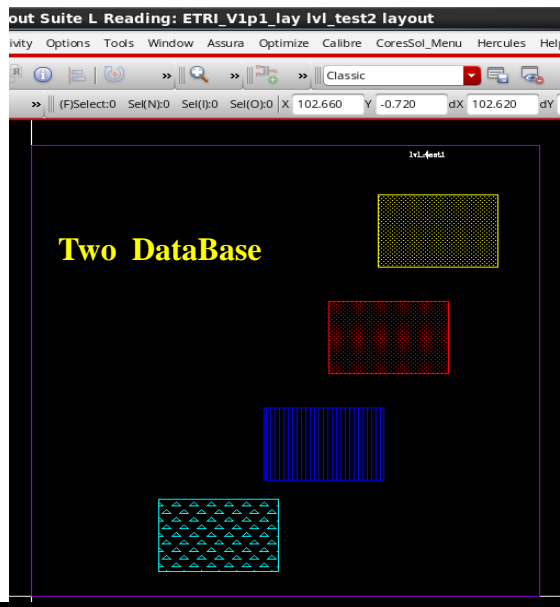 out Suite L Reading: ETRI_V1p1_lay lvl_test2 layout
ivity Options Tools Window Assura Optimize Calibre CoresSol_Menu Hercules Help
» » » Classic
» (F)Select:0 Sel(N):0 Sel(I):0 Sel(O):0 X 102.660 Y -0.720 dX 102.620 dY
lvl_test1
Two DataBase